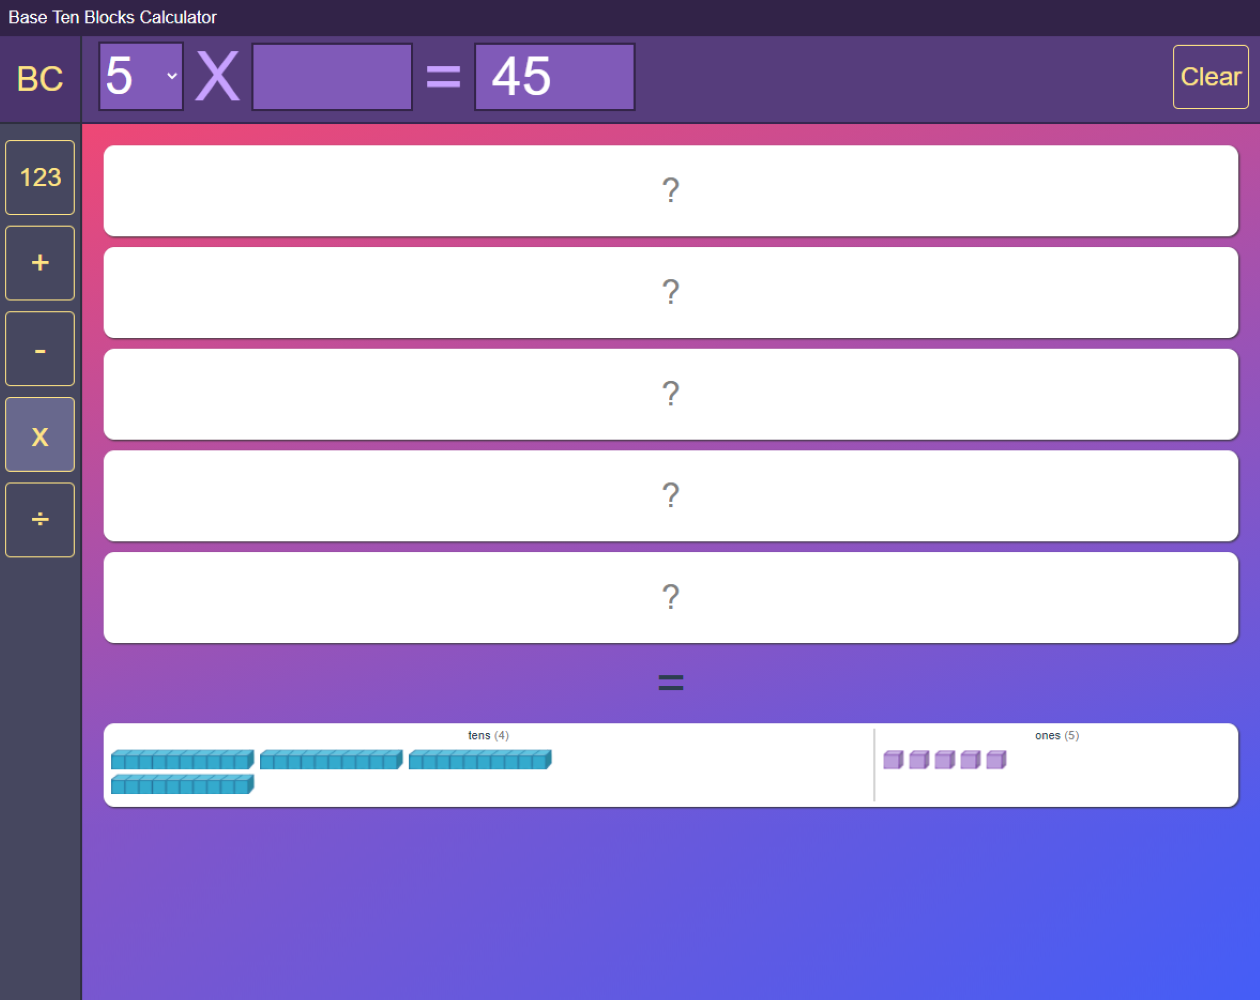 Base Ten Blocks Calculator
BC 5 X = 45 Clear
123
+
-
x
÷
?
?
?
?
?
=
tens (4) ones (5)